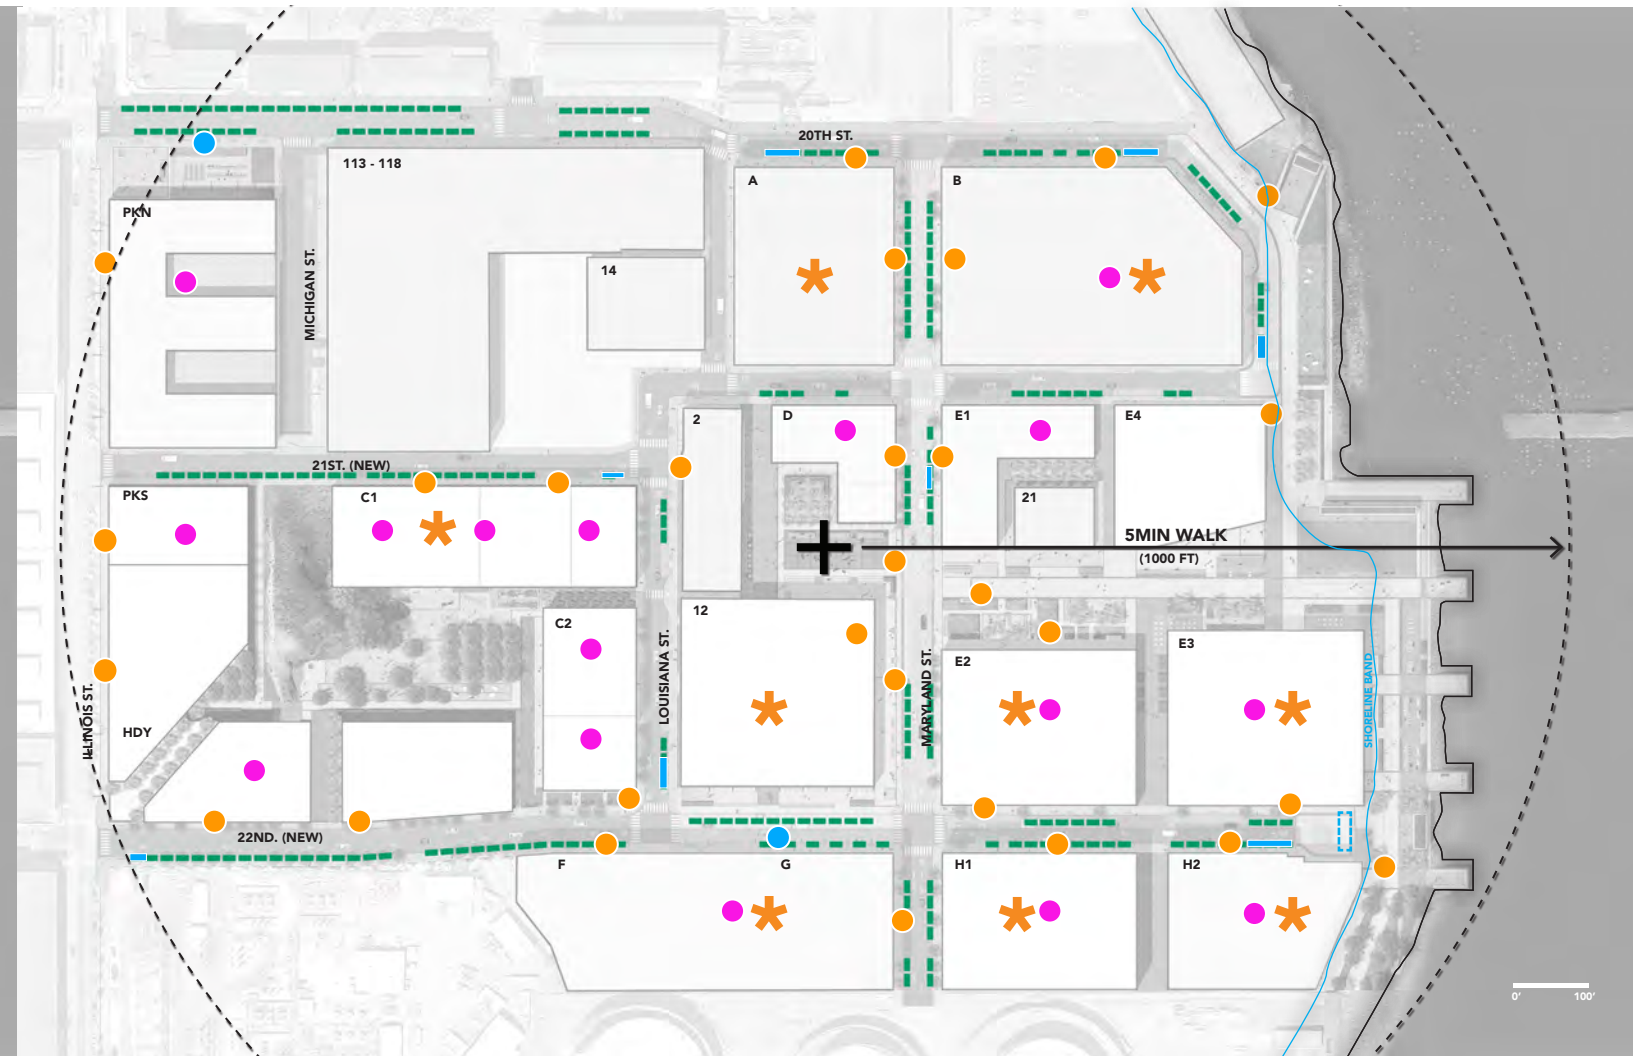 20TH ST.
113 - 118
A
B
PKN
MICHIGAN ST.
14
2
D
E1
E4
21ST. (NEW)
PKS
C1
21
5MIN WALK
(1000 FT)
C2
12
LOUISIANA ST.
MARYLAND ST.
E2
E3
SHORELINE BAND
ILLINOIS ST.
HDY
22ND. (NEW)
F
G
H1
H2
0'
100'